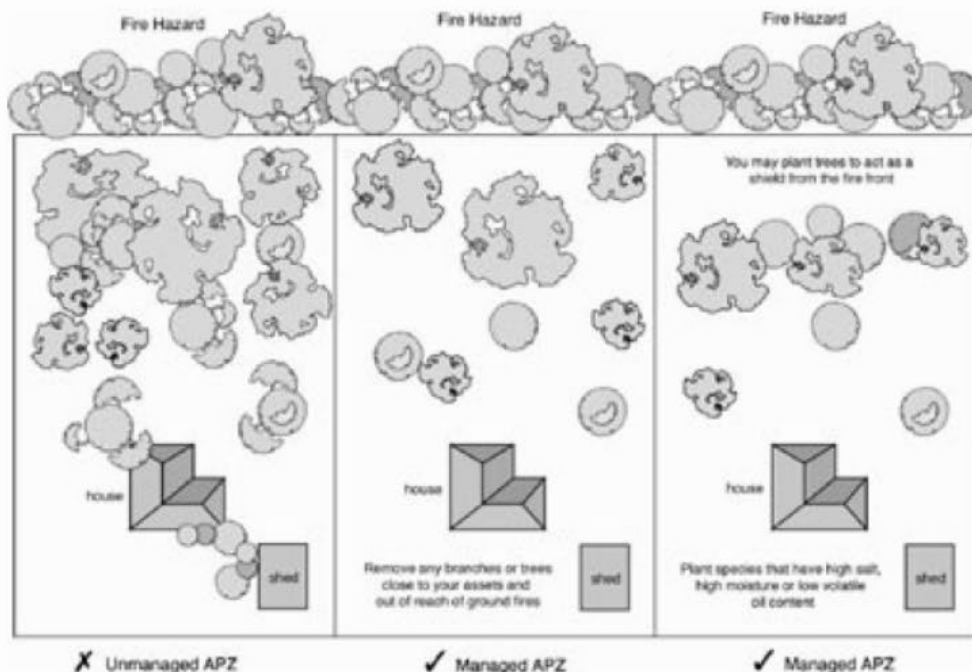 Fire Hazard
Fire Hazard
Fire Hazard
You may plant trees to act as a
shield from the fire front
house
house
house
shed
Remove any branches or trees
close to your assets and
out of reach of ground fires
shed
Plant species that have high salt,
high moisture or low volatile
oil content
shed
✗ Unmanaged APZ
✓ Managed APZ
✓ Managed APZ